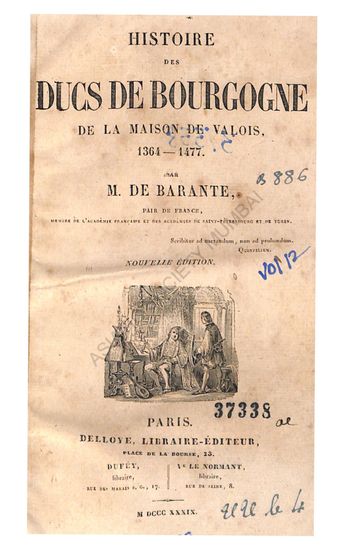 HISTOIRE
DES
DUCS DE BOURGOGNE
DE LA MAISON DE VALOIS,
1364 — 1477.
PAR
M. DE BARANTE,
B 886
PAIR DE FRANCE,
MEMBRE DE L'ACADÉMIE FRANÇAISE ET DES ACADÉMIES DE SAINT-PÉTERSBOURG ET DE TURIN.
Scribitur ad narrandum, non ad probandum.
QUINTILIEN.
NOUVELLE ÉDITION.
Vol 12
PARIS.
37338
DELLOYE, LIBRAIRE-ÉDITEUR,
PLACE DE LA BOURSE, 13.
DUFÉY, Ve LE NORMANT,
libraire, libraire,
RUE DES MARAIS S. G., 17. RUE DE SEINE, 8.
M DCCC XXXIX.